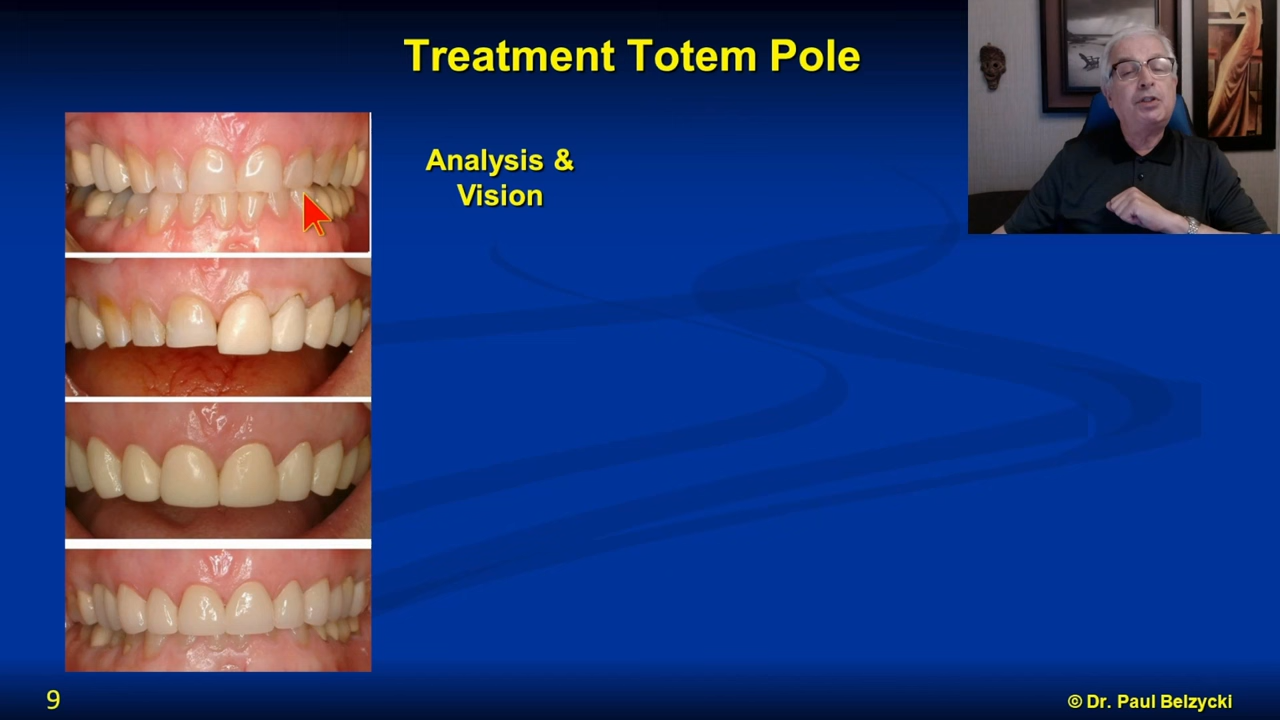 Treatment Totem Pole
Analysis &
Vision
9
© Dr. Paul Belzycki